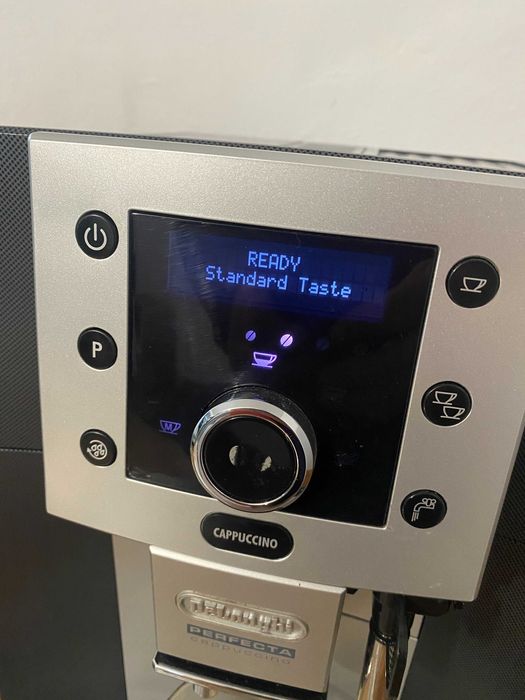 READY
Standard Taste
P
M
CAPPUCCINO
DeLonghi
PERFECTA
cappuccino